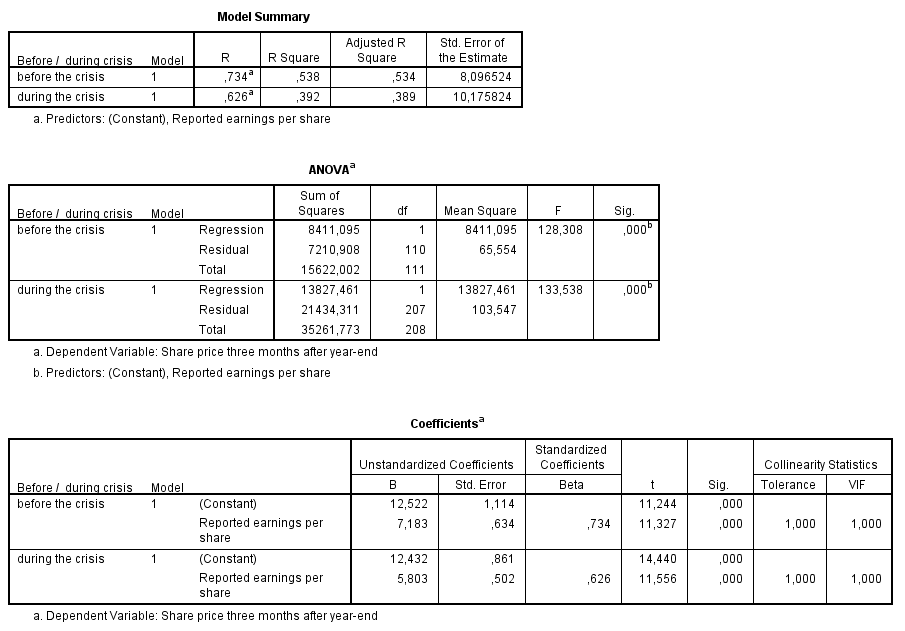 Model Summary
Before / during crisis Model R R Square Adjusted R Square Std. Error of the Estimate
before the crisis 1 ,734a ,538 ,534 8,096524
during the crisis 1 ,626a ,392 ,389 10,175824
a. Predictors: (Constant), Reported earnings per share
ANOVAa
Before / during crisis Model Sum of Squares df Mean Square F Sig.
before the crisis 1 Regression 8411,095 1 8411,095 128,308 ,000b
Residual 7210,908 110 65,554
Total 15622,002 111
during the crisis 1 Regression 13827,461 1 13827,461 133,538 ,000b
Residual 21434,311 207 103,547
Total 35261,773 208
a. Dependent Variable: Share price three months after year-end
b. Predictors: (Constant), Reported earnings per share
Coefficientsa
Unstandardized Coefficients Standardized Coefficients Collinearity Statistics
Before / during crisis Model B Std. Error Beta t Sig. Tolerance VIF
before the crisis 1 (Constant) 12,522 1,114 11,244 ,000
Reported earnings per share 7,183 ,634 ,734 11,327 ,000 1,000 1,000
during the crisis 1 (Constant) 12,432 ,861 14,440 ,000
Reported earnings per share 5,803 ,502 ,626 11,556 ,000 1,000 1,000
a. Dependent Variable: Share price three months after year-end